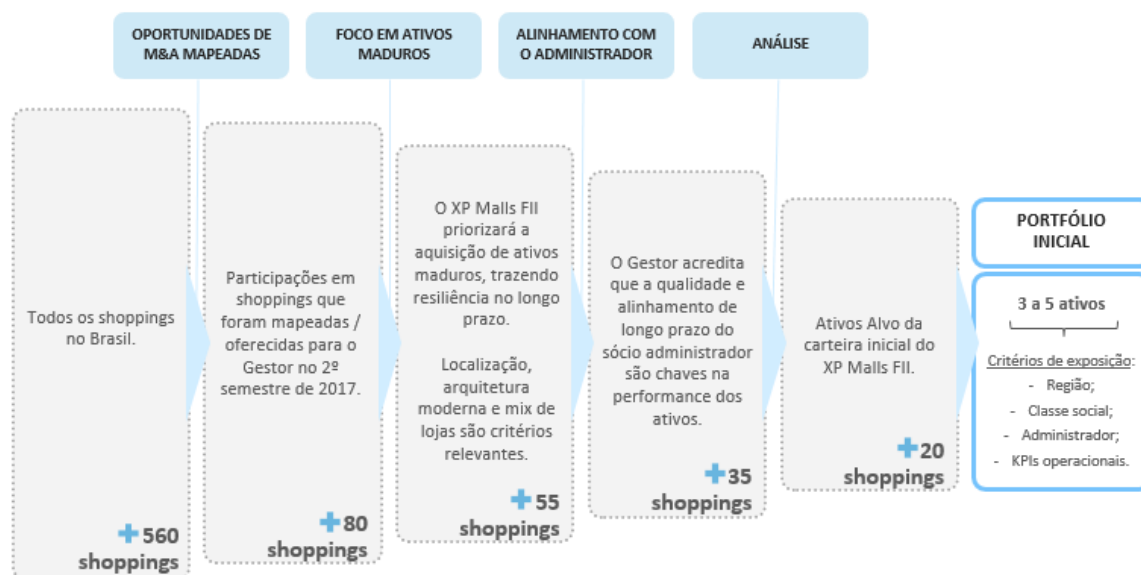 OPORTUNIDADES DE
M&A MAPEADAS
FOCO EM ATIVOS
MADUROS
ALINHAMENTO COM
O ADMINISTRADOR
ANÁLISE
Todos os shoppings
no Brasil.
+560
shoppings
Participações em
shoppings que
foram mapeadas /
oferecidas para o
Gestor no 2º
semestre de 2017.
+80
shoppings
O XP Malls FII
priorizará a
aquisição de ativos
maduros, trazendo
resiliência no longo
prazo.
Localização,
arquitetura
moderna e mix de
lojas são critérios
relevantes.
+55
shoppings
O Gestor acredita
que a qualidade e
alinhamento de
longo prazo do
sócio administrador
são chaves na
performance dos
ativos.
+35
shoppings
Ativos Alvo da
carteira inicial do
XP Malls FII.
+20
shoppings
PORTFÓLIO
INICIAL
3 a 5 ativos
Critérios de exposição:
- Região;
- Classe social;
- Administrador;
- KPIs operacionais.